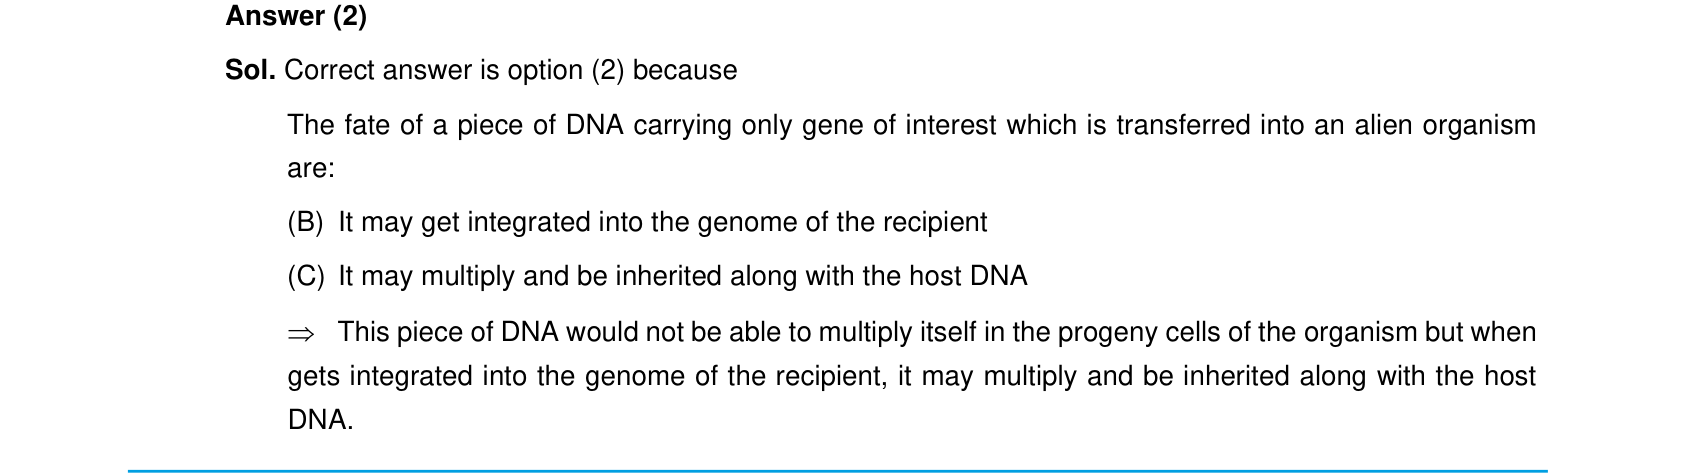 Answer (2)
Sol. Correct answer is option (2) because
The fate of a piece of DNA carrying only gene of interest which is transferred into an alien organism
are:
(B) It may get integrated into the genome of the recipient
(C) It may multiply and be inherited along with the host DNA
⇒ This piece of DNA would not be able to multiply itself in the progeny cells of the organism but when
gets integrated into the genome of the recipient, it may multiply and be inherited along with the host
DNA.